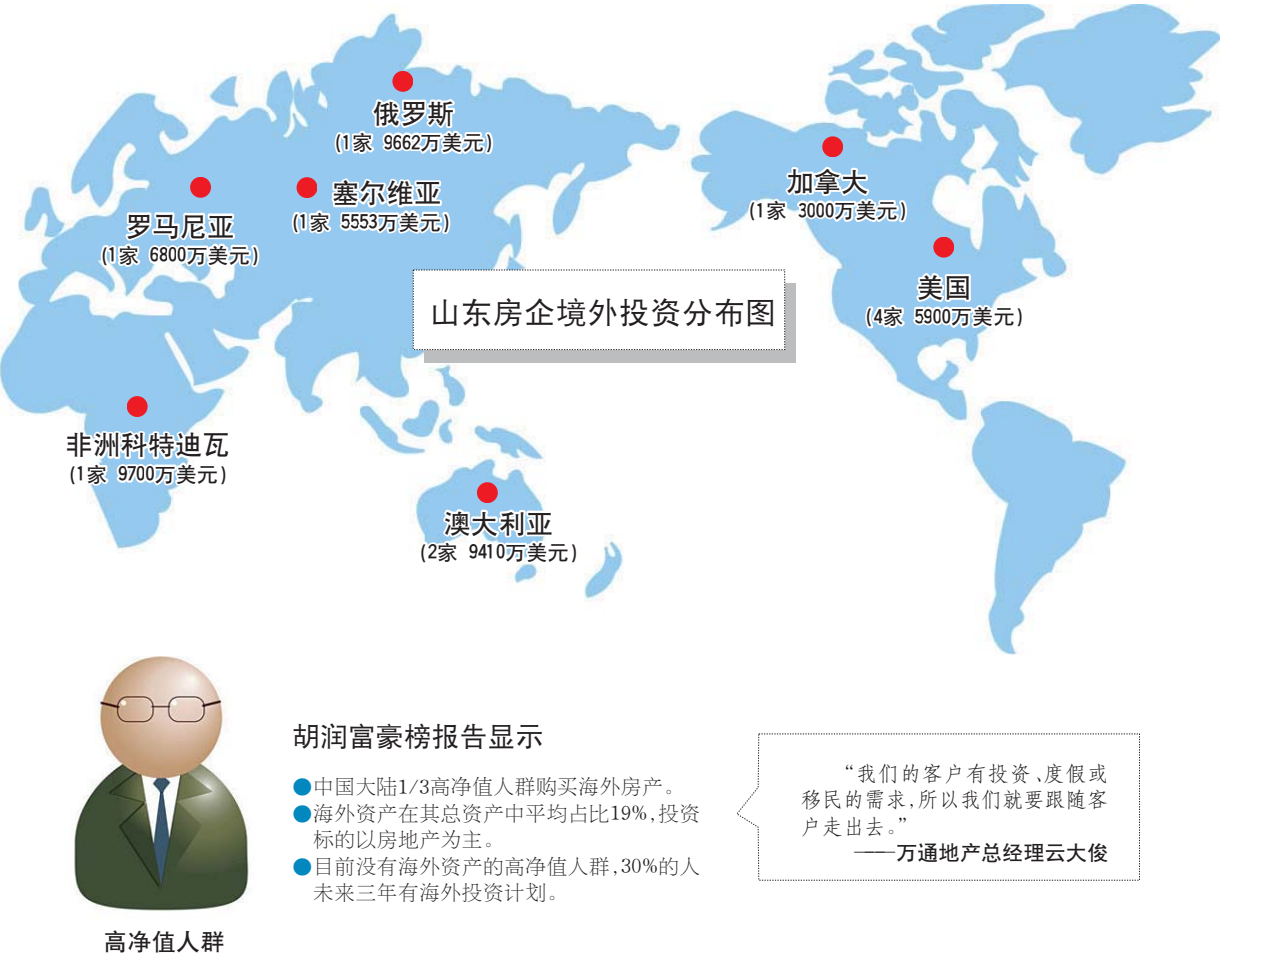 俄罗斯
(1家 9662万美元)
加拿大
(1家 3000万美元)
塞尔维亚
(1家 5553万美元)
罗马尼亚
(1家 6800万美元)
美国
(4家 5900万美元)
山东房企境外投资分布图
非洲科特迪瓦
(1家 9700万美元)
澳大利亚
(2家 9410万美元)
胡润富豪榜报告显示
●中国大陆1/3高净值人群购买海外房产。
●海外资产在其总资产中平均占比19%,投资
标的以房地产为主。
●目前没有海外资产的高净值人群,30%的人
未来三年有海外投资计划。
“我们的客户有投资、度假或
移民的需求,所以我们就要跟随客
户走出去。”
——万通地产总经理云大俊
高净值人群